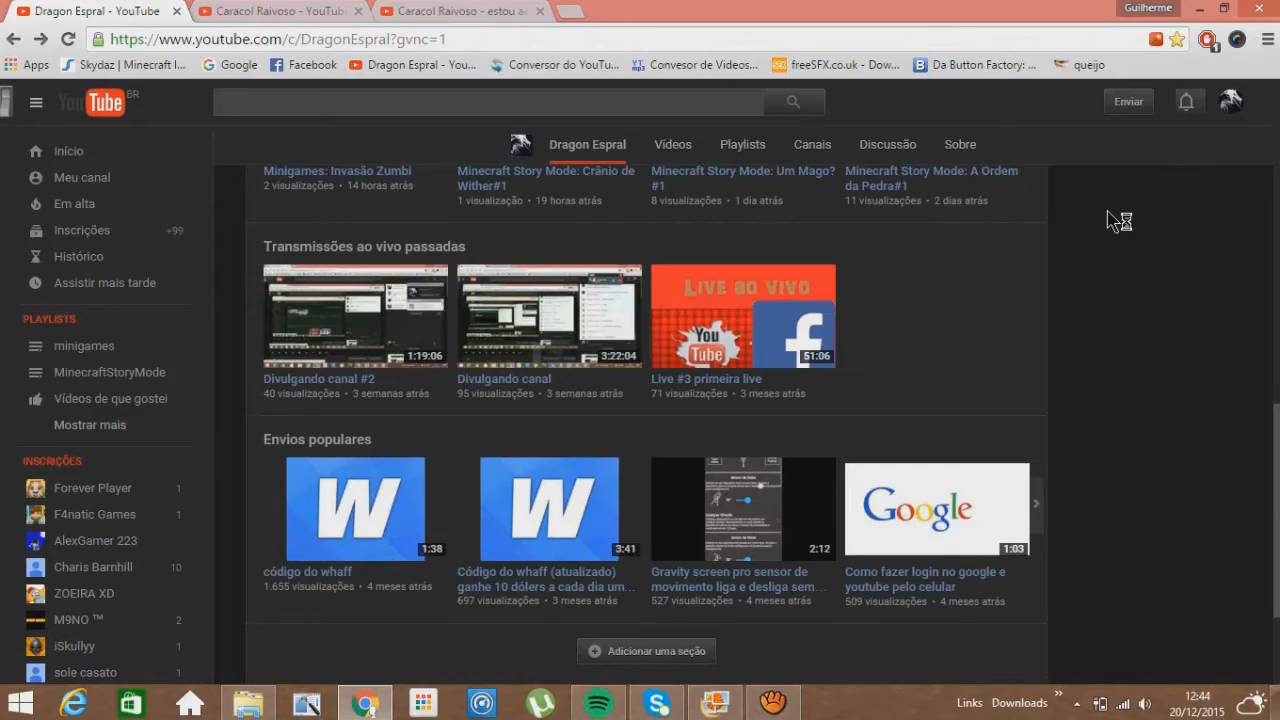 Dragon Espral - YouTube
Caracol Raivoso - YouTub
Caracol Raivoso - estou ac
Guilherme
https://www.youtube.com/c/DragonEspral?gvnc=1
1
Apps
Skydaz | Minecraft I...
Google
Facebook
Dragon Espral - You...
Conversor do YouTu...
Convesor de Videos...
freeSFX.co.uk - Dow...
Da Button Factory: ...
queijo
YouTube BR
Enviar
Dragon Espral
Vídeos
Playlists
Canais
Discussão
Sobre
Início
Meu canal
Em alta
Inscrições +99
Histórico
Assistir mais tarde
PLAYLISTS
minigames
MinecraftStoryMode
Vídeos de que gostei
Mostrar mais
INSCRIÇÕES
Forever Player 1
F4natic Games 1
AlexGamer 223
Charis Barnhill 10
ZOEIRA XD
M9NO ™ 2
iSkullyy 1
sole casato 1
Minigames: Invasão Zumbi
2 visualizações • 14 horas atrás
Minecraft Story Mode: Crânio de
Wither#1
1 visualização • 19 horas atrás
Minecraft Story Mode: Um Mago?
#1
8 visualizações • 1 dia atrás
Minecraft Story Mode: A Ordem
da Pedra#1
11 visualizações • 2 dias atrás
Transmissões ao vivo passadas
1:19:06
Divulgando canal #2
40 visualizações • 3 semanas atrás
3:22:04
Divulgando canal
95 visualizações • 3 semanas atrás
LIVE AO VIVO
You
Tube
51:06
Live #3 primeira live
71 visualizações • 3 meses atrás
Envios populares
W
1:38
código do whaff
1.655 visualizações • 4 meses atrás
W
3:41
Código do whaff (atualizado)
ganhe 10 dólers a cada dia um...
697 visualizações • 3 meses atrás
2:12
Gravity screen pro sensor de
movimento liga e desliga sem...
527 visualizações • 4 meses atrás
Google
1:03
Como fazer login no google e
youtube pelo celular
509 visualizações • 4 meses atrás
Adicionar uma seção
Links
Downloads
12:44
20/12/2015